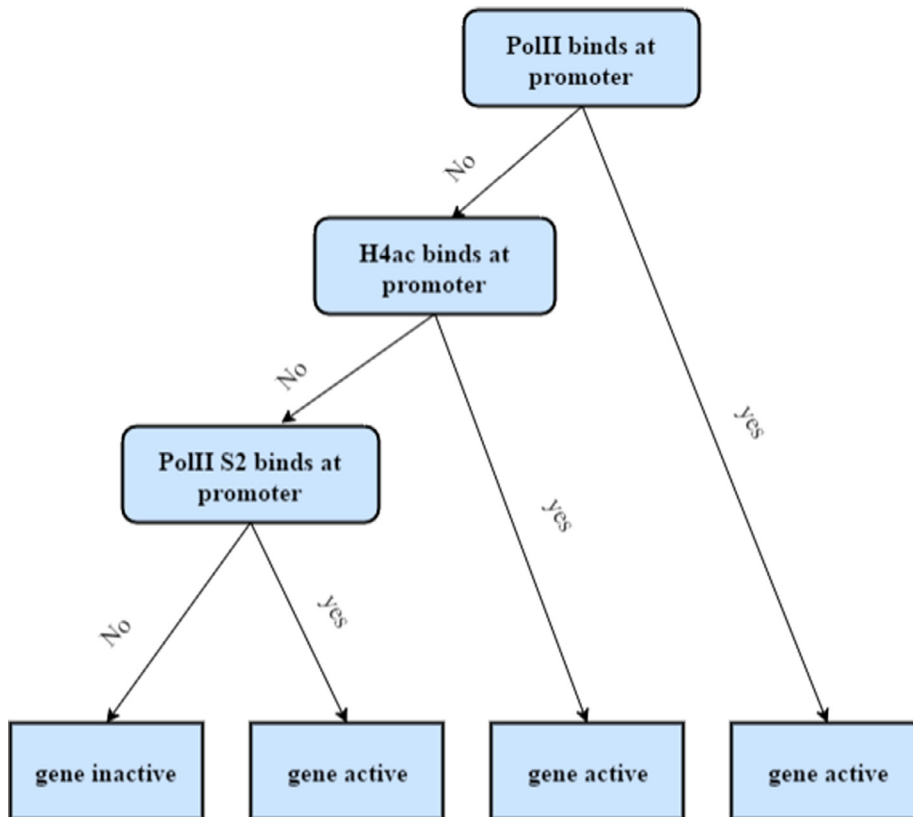 PolII binds at
promoter
No
H4ac binds at
promoter
No
yes
PolII S2 binds at
promoter
yes
No
yes
gene inactive
gene active
gene active
gene active